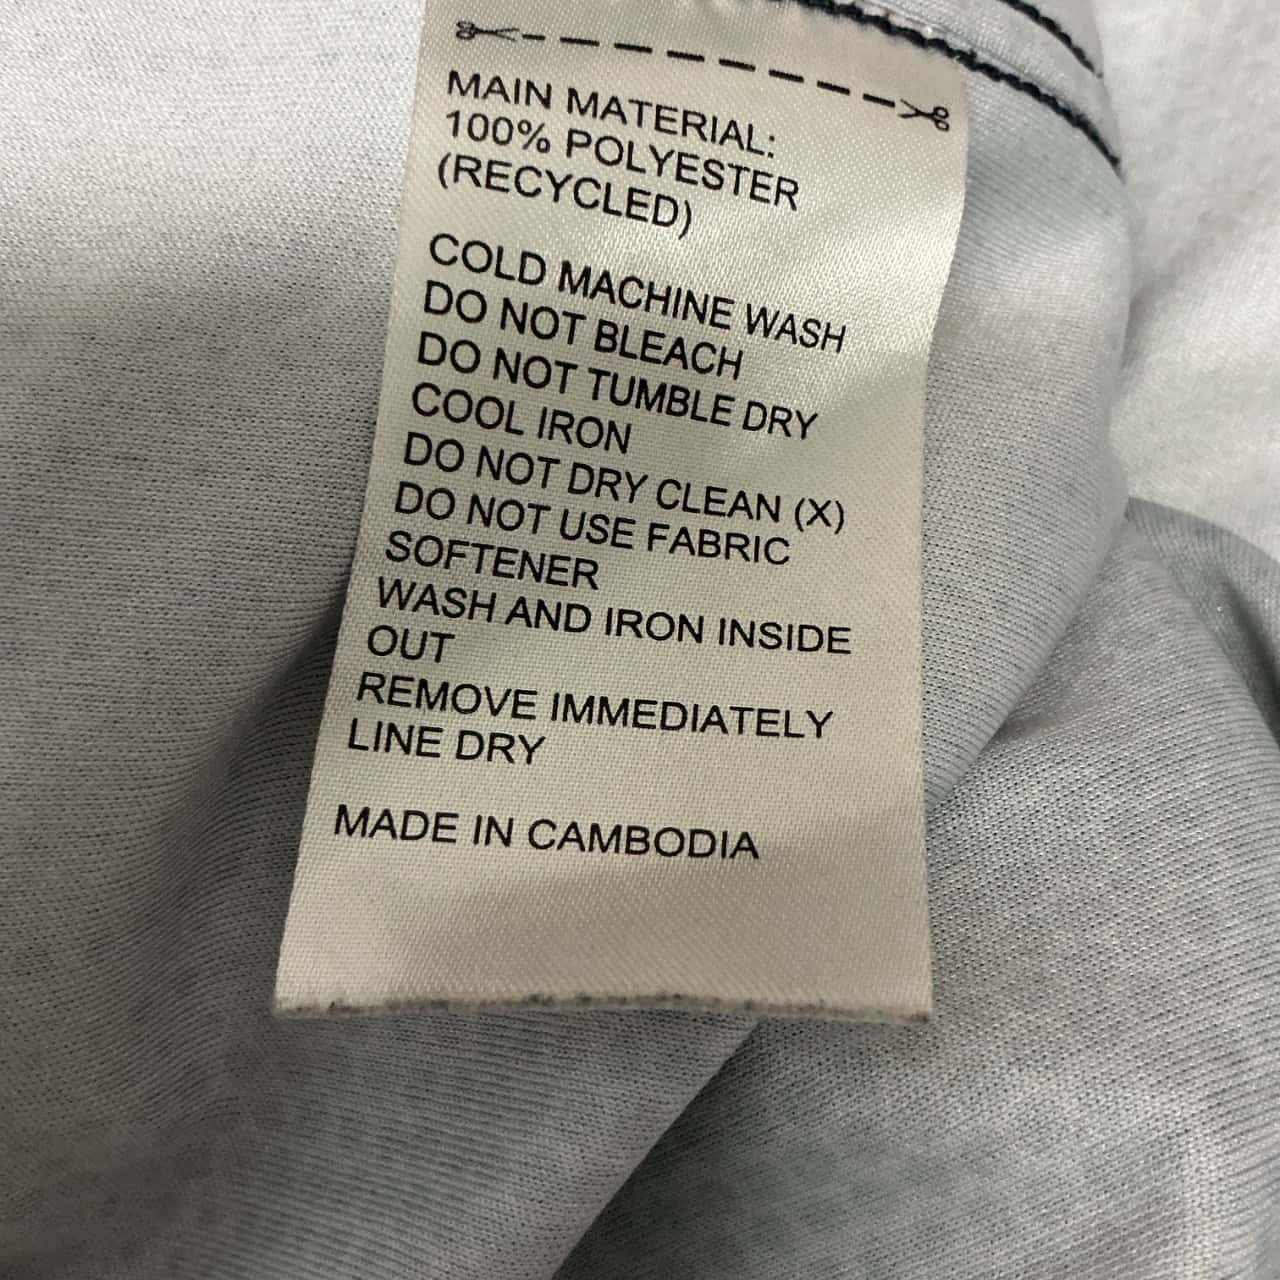 MAIN MATERIAL:
100% POLYESTER
(RECYCLED)
COLD MACHINE WASH
DO NOT BLEACH
DO NOT TUMBLE DRY
COOL IRON
DO NOT DRY CLEAN (X)
DO NOT USE FABRIC
SOFTENER
WASH AND IRON INSIDE
OUT
REMOVE IMMEDIATELY
LINE DRY
MADE IN CAMBODIA